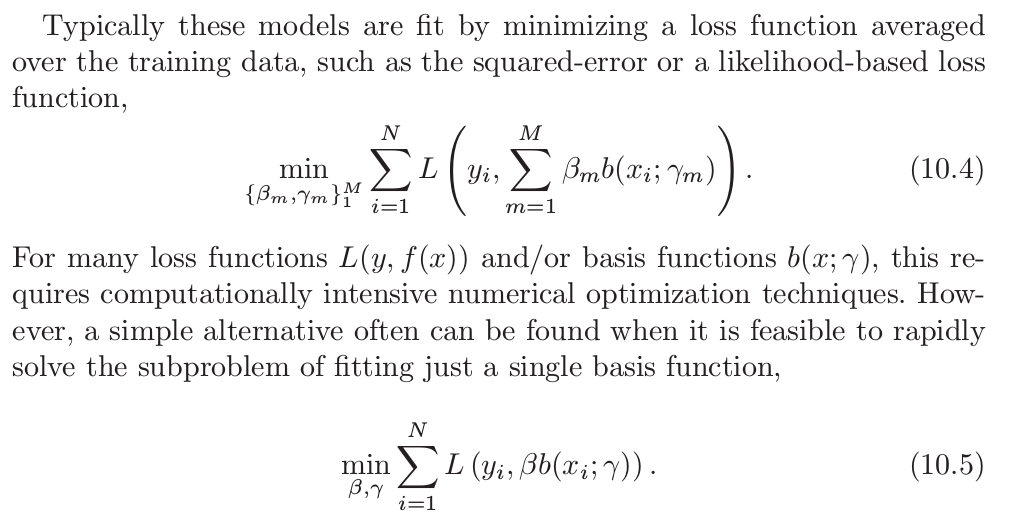 Typically these models are fit by minimizing a loss function averaged
over the training data, such as the squared-error or a likelihood-based loss
function,
$$\min_{\{\beta_m,\gamma_m\}_1^M} \sum_{i=1}^{N} L\left(y_i, \sum_{m=1}^{M} \beta_m b(x_i; \gamma_m)\right). \quad (10.4)$$
For many loss functions $L(y, f(x))$ and/or basis functions $b(x; \gamma)$, this re-
quires computationally intensive numerical optimization techniques. How-
ever, a simple alternative often can be found when it is feasible to rapidly
solve the subproblem of fitting just a single basis function,
$$\min_{\beta,\gamma} \sum_{i=1}^{N} L\left(y_i, \beta b(x_i; \gamma)\right). \quad (10.5)$$